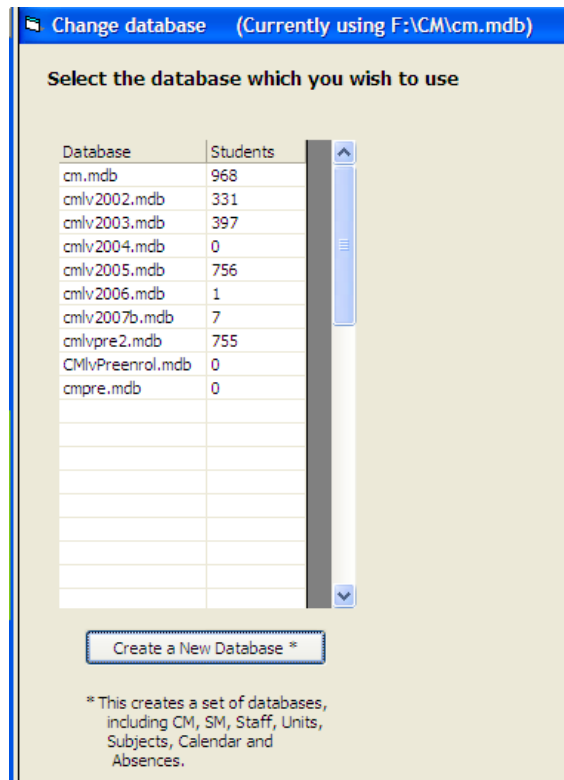 Change database (Currently using F:\CM\cm.mdb)
Select the database which you wish to use
Database Students
cm.mdb 968
cmlv2002.mdb 331
cmlv2003.mdb 397
cmlv2004.mdb 0
cmlv2005.mdb 756
cmlv2006.mdb 1
cmlv2007b.mdb 7
cmlvpre2.mdb 755
CMlvPreenrol.mdb 0
cmpre.mdb 0
Create a New Database *
* This creates a set of databases,
including CM, SM, Staff, Units,
Subjects, Calendar and
Absences.